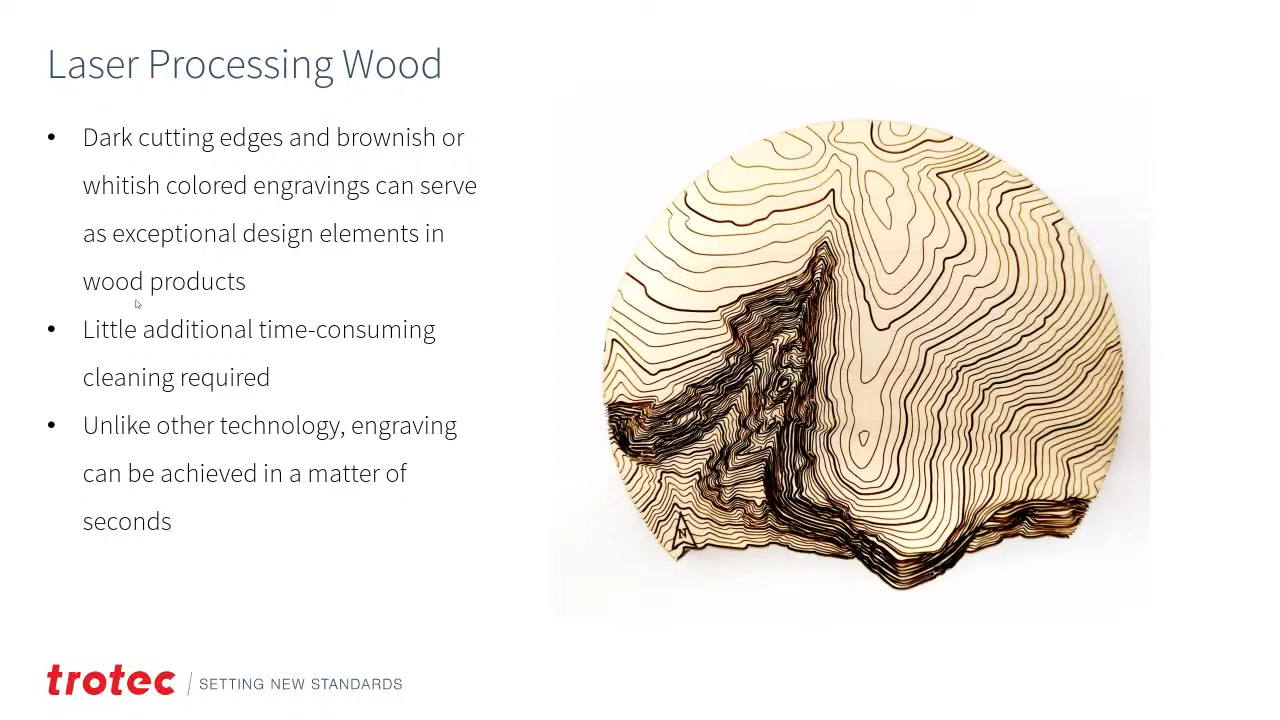 Laser Processing Wood
• Dark cutting edges and brownish or
whitish colored engravings can serve
as exceptional design elements in
wood products
• Little additional time-consuming
cleaning required
• Unlike other technology, engraving
can be achieved in a matter of
seconds
N
trotec / SETTING NEW STANDARDS